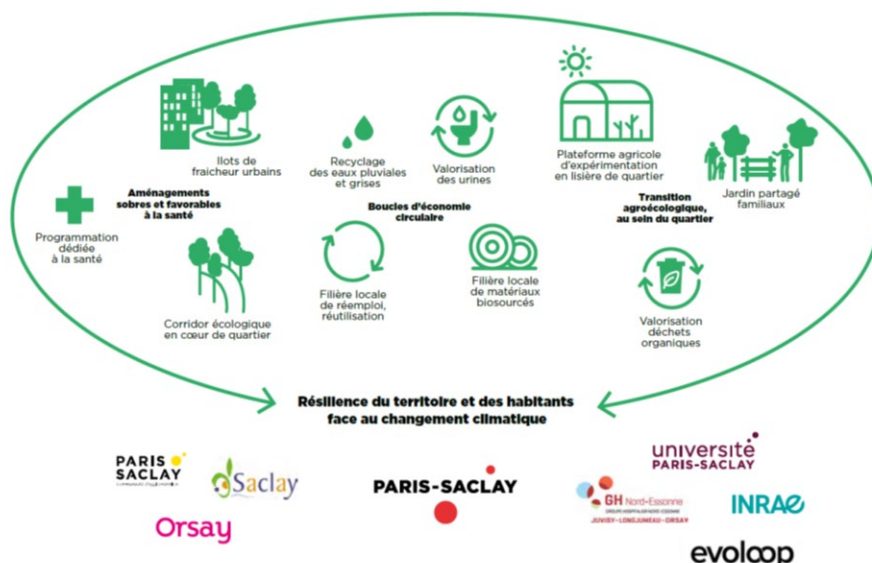 Ilots de
fraicheur urbains
Recyclage
des eaux pluviales
et grises
Valorisation
des urines
Plateforme agricole
d'expérimentation
en lisière de quartier
Jardin partagé
familiaux
Aménagements
sobres et favorables
à la santé
Boucles d'économie
circulaire
Transition
agroécologique,
au sein du quartier
Programmation
dédiée
à la santé
Corridor écologique
en cœur de quartier
Filière locale
de réemploi,
réutilisation
Filière locale
de matériaux
biosourcés
Valorisation
déchets
organiques
Résilience du territoire et des habitants
face au changement climatique
PARIS
SACLAY
Saclay
Orsay
PARIS-SACLAY
université
PARIS-SACLAY
GH Nord-Essonne
GROUPE HOSPITALIER NORD-ESSONNE
JUVISY-LONGJUMEAU-ORSAY
INRAE
evoloop